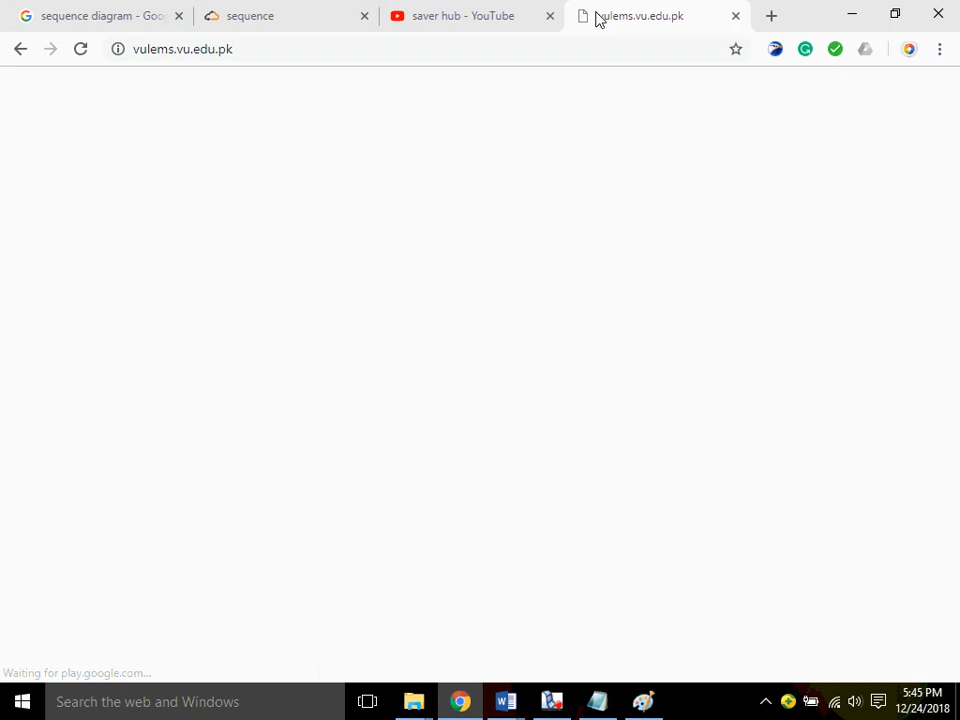 sequence diagram - Goo
sequence
saver hub - YouTube
vulems.vu.edu.pk
vulems.vu.edu.pk
Waiting for play.google.com...
Search the web and Windows
5:45 PM
12/24/2018